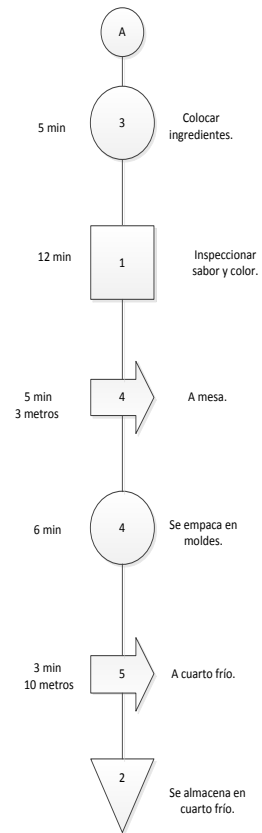 A
5 min
3
Colocar
ingredientes.
12 min
1
Inspeccionar
sabor y color.
5 min
3 metros
4
A mesa.
6 min
4
Se empaca en
moldes.
3 min
10 metros
5
A cuarto frío.
2
Se almacena en
cuarto frío.